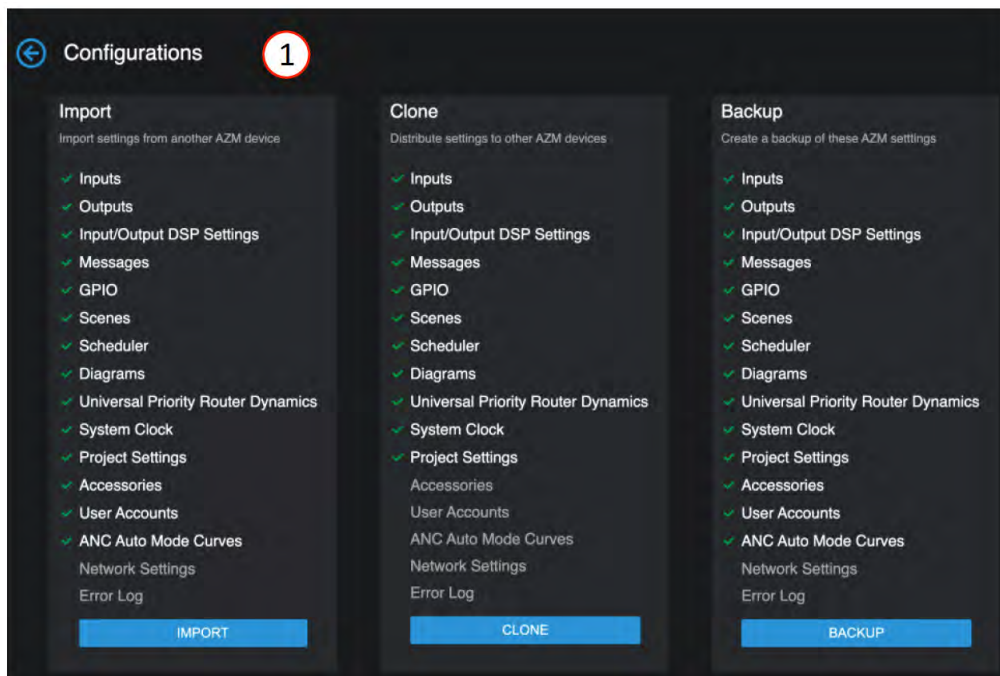 Configurations
1
Import
Import settings from another AZM device
Inputs
Outputs
Input/Output DSP Settings
Messages
GPIO
Scenes
Scheduler
Diagrams
Universal Priority Router Dynamics
System Clock
Project Settings
Accessories
User Accounts
ANC Auto Mode Curves
Network Settings
Error Log
IMPORT
Clone
Distribute settings to other AZM devices
Inputs
Outputs
Input/Output DSP Settings
Messages
GPIO
Scenes
Scheduler
Diagrams
Universal Priority Router Dynamics
System Clock
Project Settings
Accessories
User Accounts
ANC Auto Mode Curves
Network Settings
Error Log
CLONE
Backup
Create a backup of these AZM setttings
Inputs
Outputs
Input/Output DSP Settings
Messages
GPIO
Scenes
Scheduler
Diagrams
Universal Priority Router Dynamics
System Clock
Project Settings
Accessories
User Accounts
ANC Auto Mode Curves
Network Settings
Error Log
BACKUP